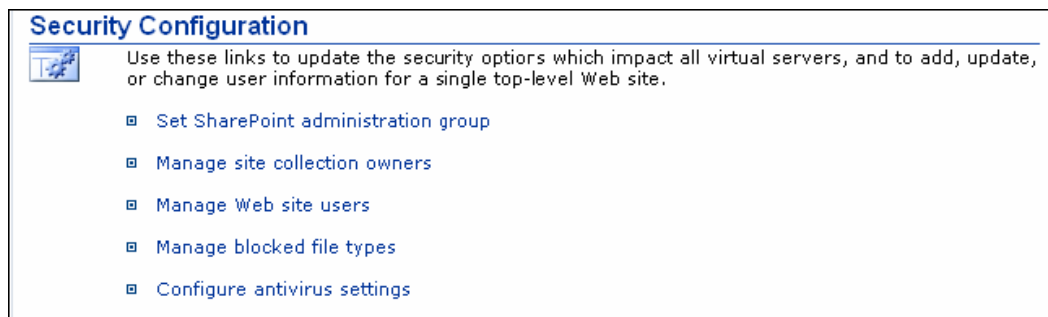 Security Configuration
Use these links to update the security options which impact all virtual servers, and to add, update,
or change user information for a single top-level Web site.
Set SharePoint administration group
Manage site collection owners
Manage Web site users
Manage blocked file types
Configure antivirus settings